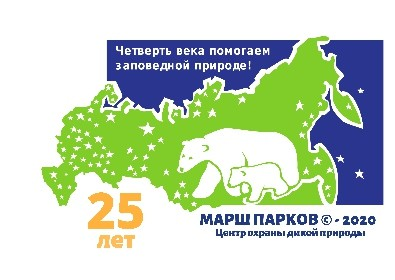 Четверть века помогаем
заповедной природе!
25
лет
МАРШ ПАРКОВ © - 2020
Центр охраны дикой природы